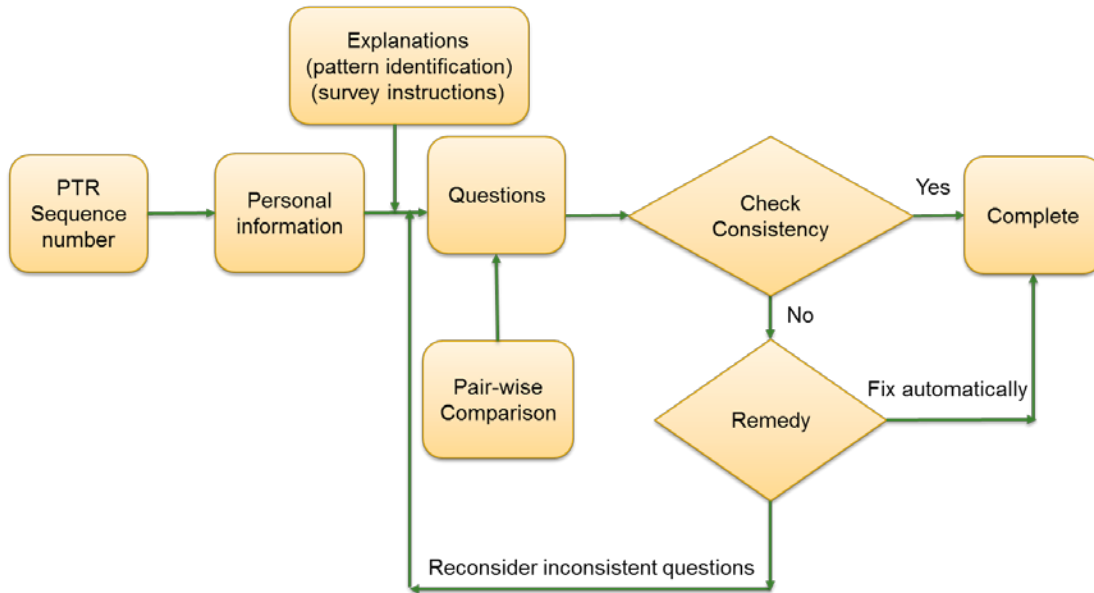 Explanations
(pattern identification)
(survey instructions)
PTR
Sequence
number
Personal
information
Questions
Check
Consistency
Yes
Complete
No
Pair-wise
Comparison
Remedy
Fix automatically
Reconsider inconsistent questions